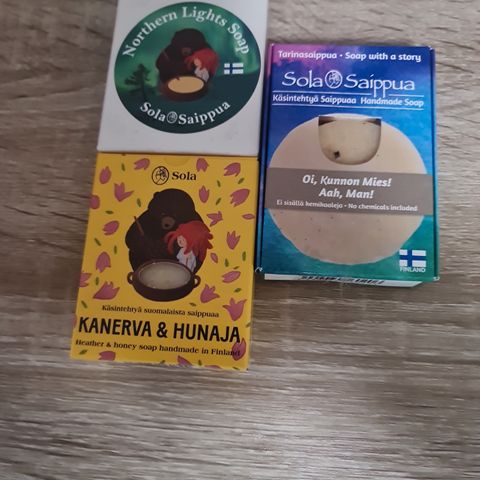 Northern Lights Soap
Sola Saippua
Tarinasaippua • Soap with a story
Sola Saippua
Käsintehtyä Saippuaa Handmade Soap
Oi, Kunnon Mies!
Aah, Man!
Ei sisällä kemikaaleja • No chemicals included
FINLAND
Sola
Käsintehtyä suomalaista saippuaa
KANERVA & HUNAJA
Heather & honey soap handmade in Finland